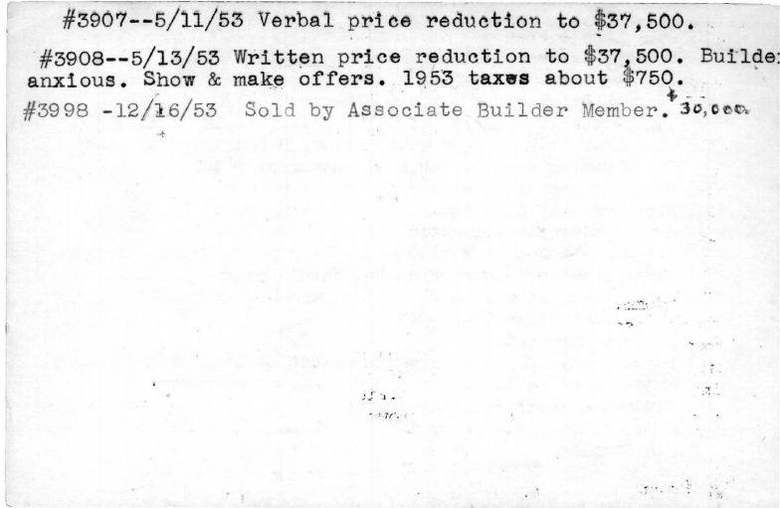 #3907--5/11/53 Verbal price reduction to $37,500.
#3908--5/13/53 Written price reduction to $37,500. Builder
anxious. Show & make offers. 1953 taxes about $750.
#3998 -12/16/53 Sold by Associate Builder Member. $30,000.